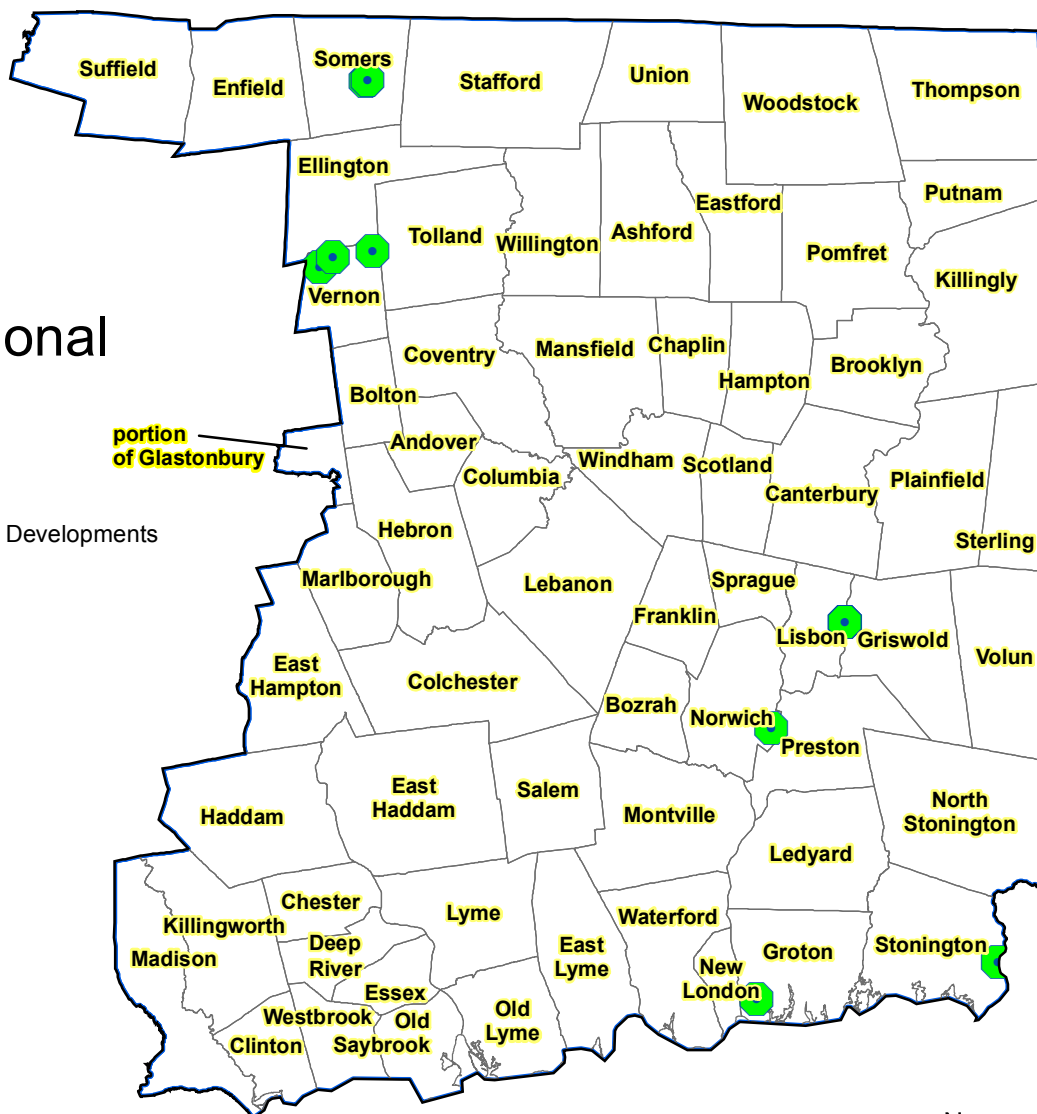 Suffield
Enfield
Somers
Stafford
Union
Woodstock
Thompson
Ellington
Tolland
Willington
Ashford
Eastford
Putnam
Pomfret
Killingly
Vernon
onal
Coventry
Mansfield
Chaplin
Hampton
Brooklyn
Bolton
portion
of Glastonbury
Andover
Columbia
Windham
Scotland
Canterbury
Plainfield
Sterling
Developments
Hebron
Marlborough
Lebanon
Franklin
Sprague
Lisbon
Griswold
Volun
East
Hampton
Colchester
Bozrah
Norwich
Preston
Haddam
East
Haddam
Salem
Montville
North
Stonington
Ledyard
Chester
Killingworth
Madison
Deep
River
Essex
Lyme
East
Lyme
Waterford
New
London
Groton
Stonington
Westbrook
Clinton
Old
Saybrook
Old
Lyme